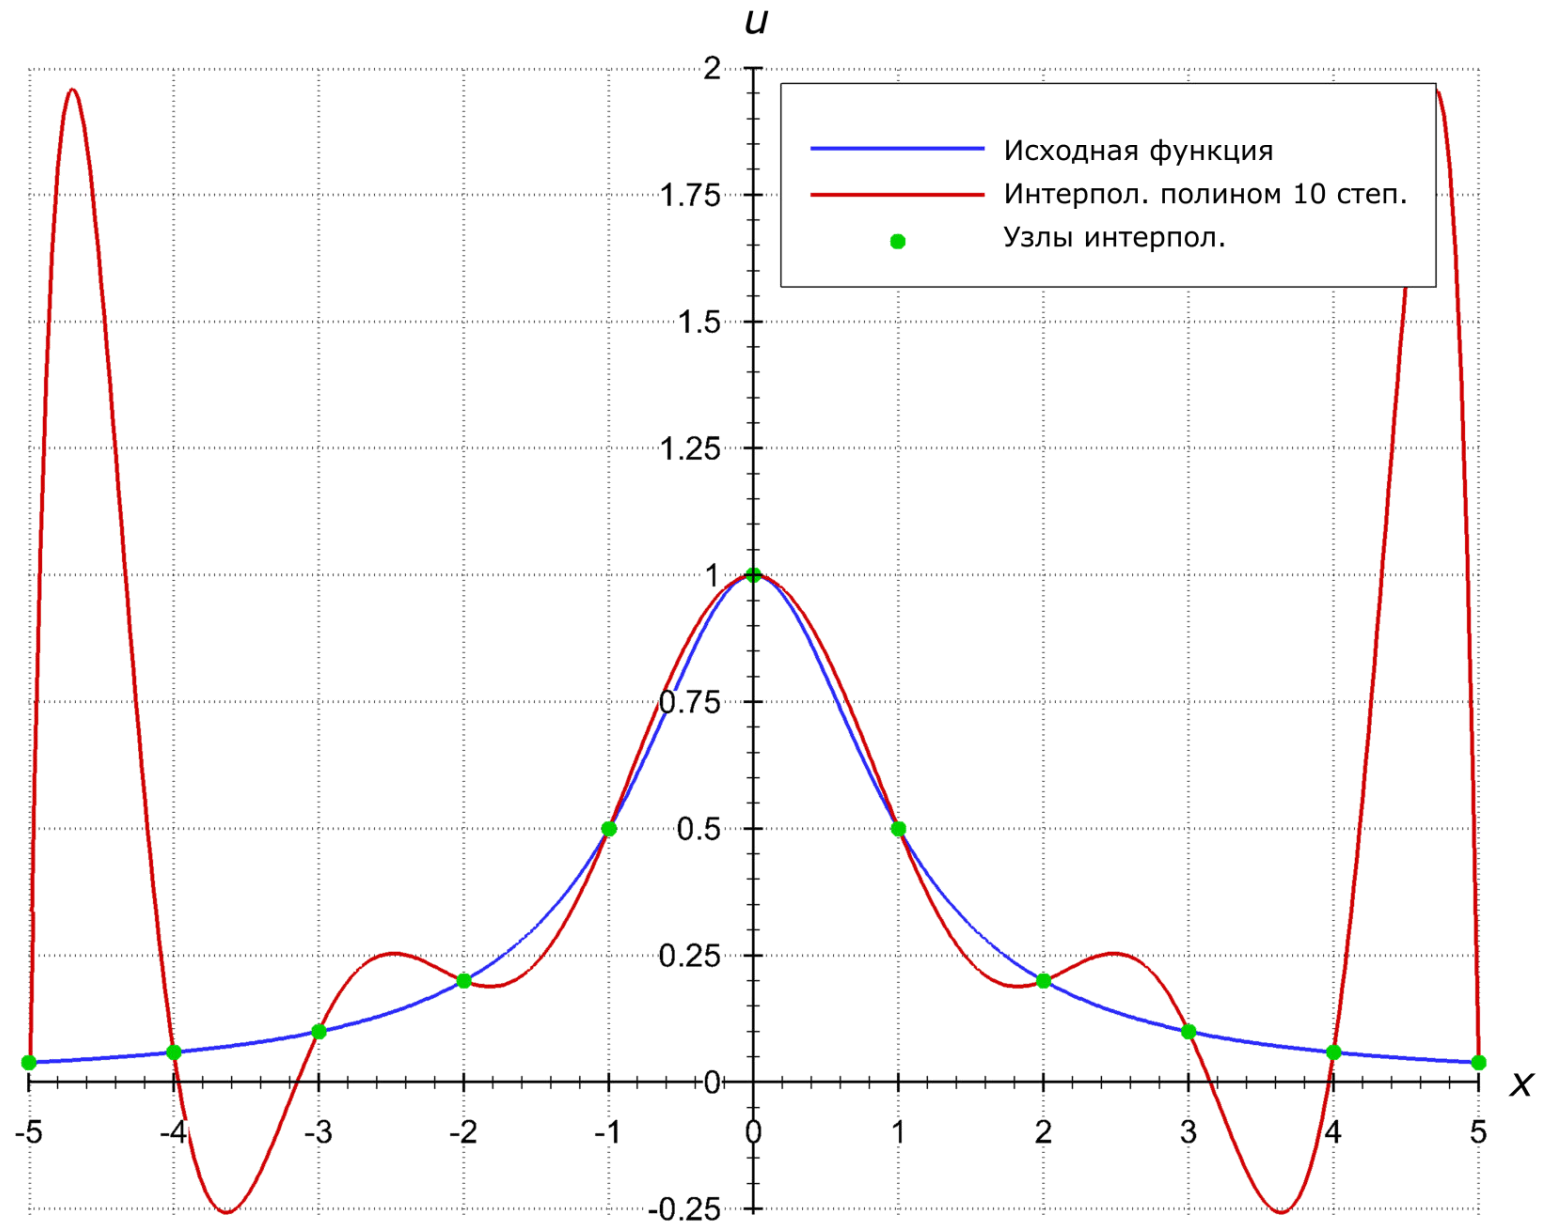 u
2
1.75
1.5
1.25
1
0.75
0.5
0.25
0
-0.25
Исходная функция
Интерпол. полином 10 степ.
Узлы интерпол.
x
-5 -4 -3 -2 -1 0 1 2 3 4 5